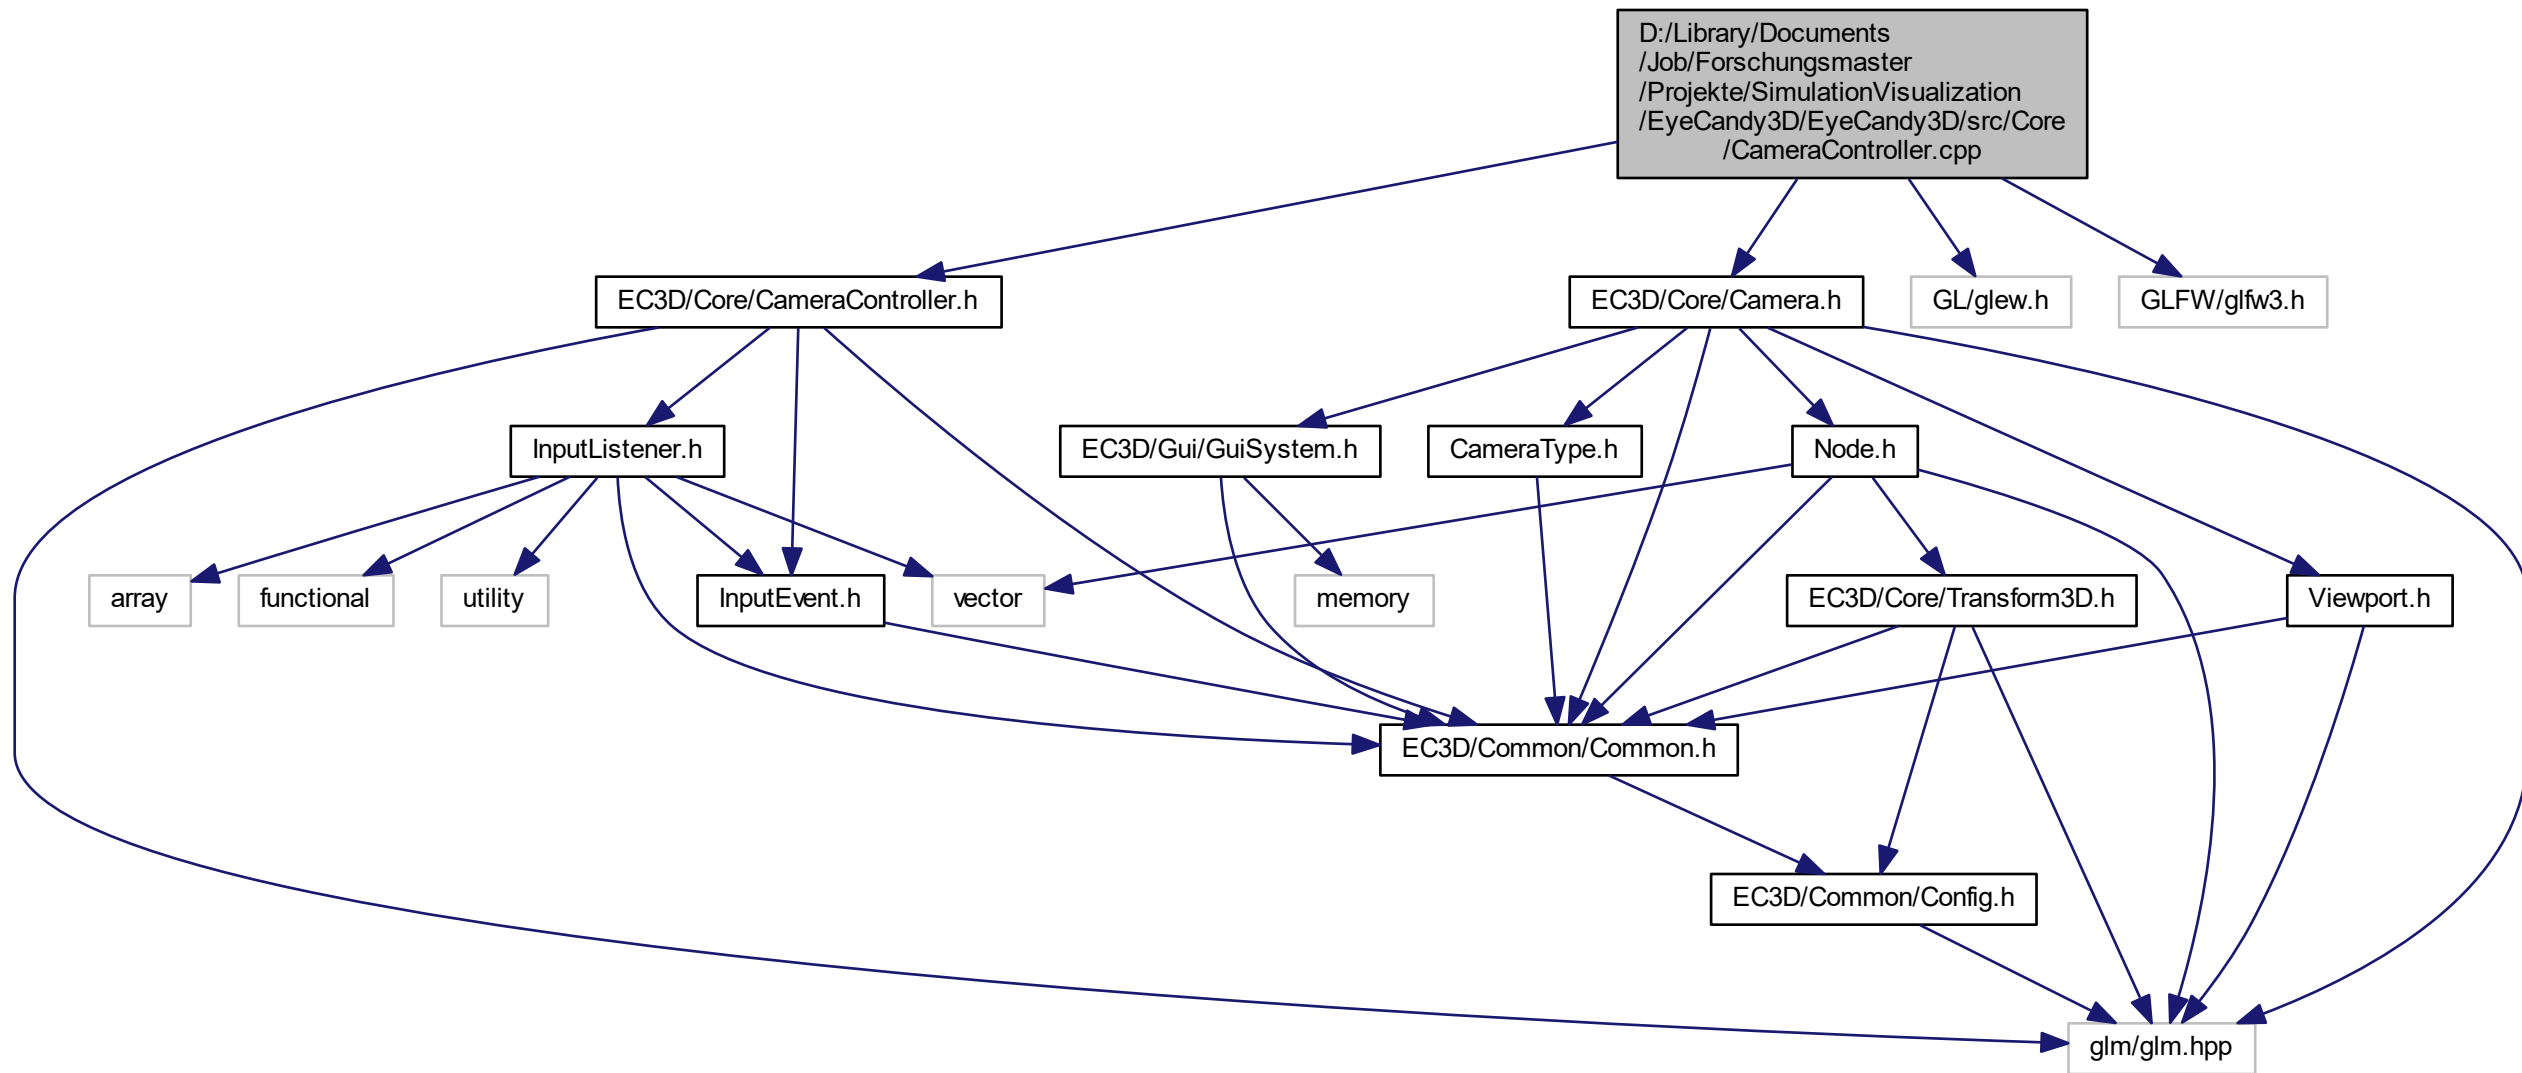 D:/Library/Documents
/Job/Forschungsmaster
/Projekte/SimulationVisualization
/EyeCandy3D/EyeCandy3D/src/Core
/CameraController.cpp
EC3D/Core/CameraController.h
EC3D/Core/Camera.h
GL/glew.h
GLFW/glfw3.h
InputListener.h
EC3D/Gui/GuiSystem.h
CameraType.h
Node.h
array
functional
utility
InputEvent.h
vector
memory
EC3D/Core/Transform3D.h
Viewport.h
EC3D/Common/Common.h
EC3D/Common/Config.h
glm/glm.hpp